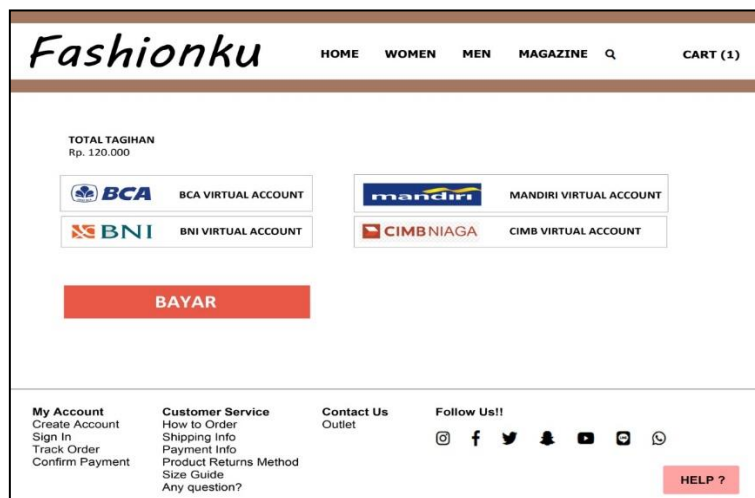 Fashionku
HOME WOMEN MEN MAGAZINE CART (1)
TOTAL TAGIHAN
Rp. 120.000
BCA BCA VIRTUAL ACCOUNT
mandiri MANDIRI VIRTUAL ACCOUNT
BNI BNI VIRTUAL ACCOUNT
CIMBNIAGA CIMB VIRTUAL ACCOUNT
BAYAR
My Account
Create Account
Sign In
Track Order
Confirm Payment
Customer Service
How to Order
Shipping Info
Payment Info
Product Returns Method
Size Guide
Any question?
Contact Us
Outlet
Follow Us!!
HELP ?